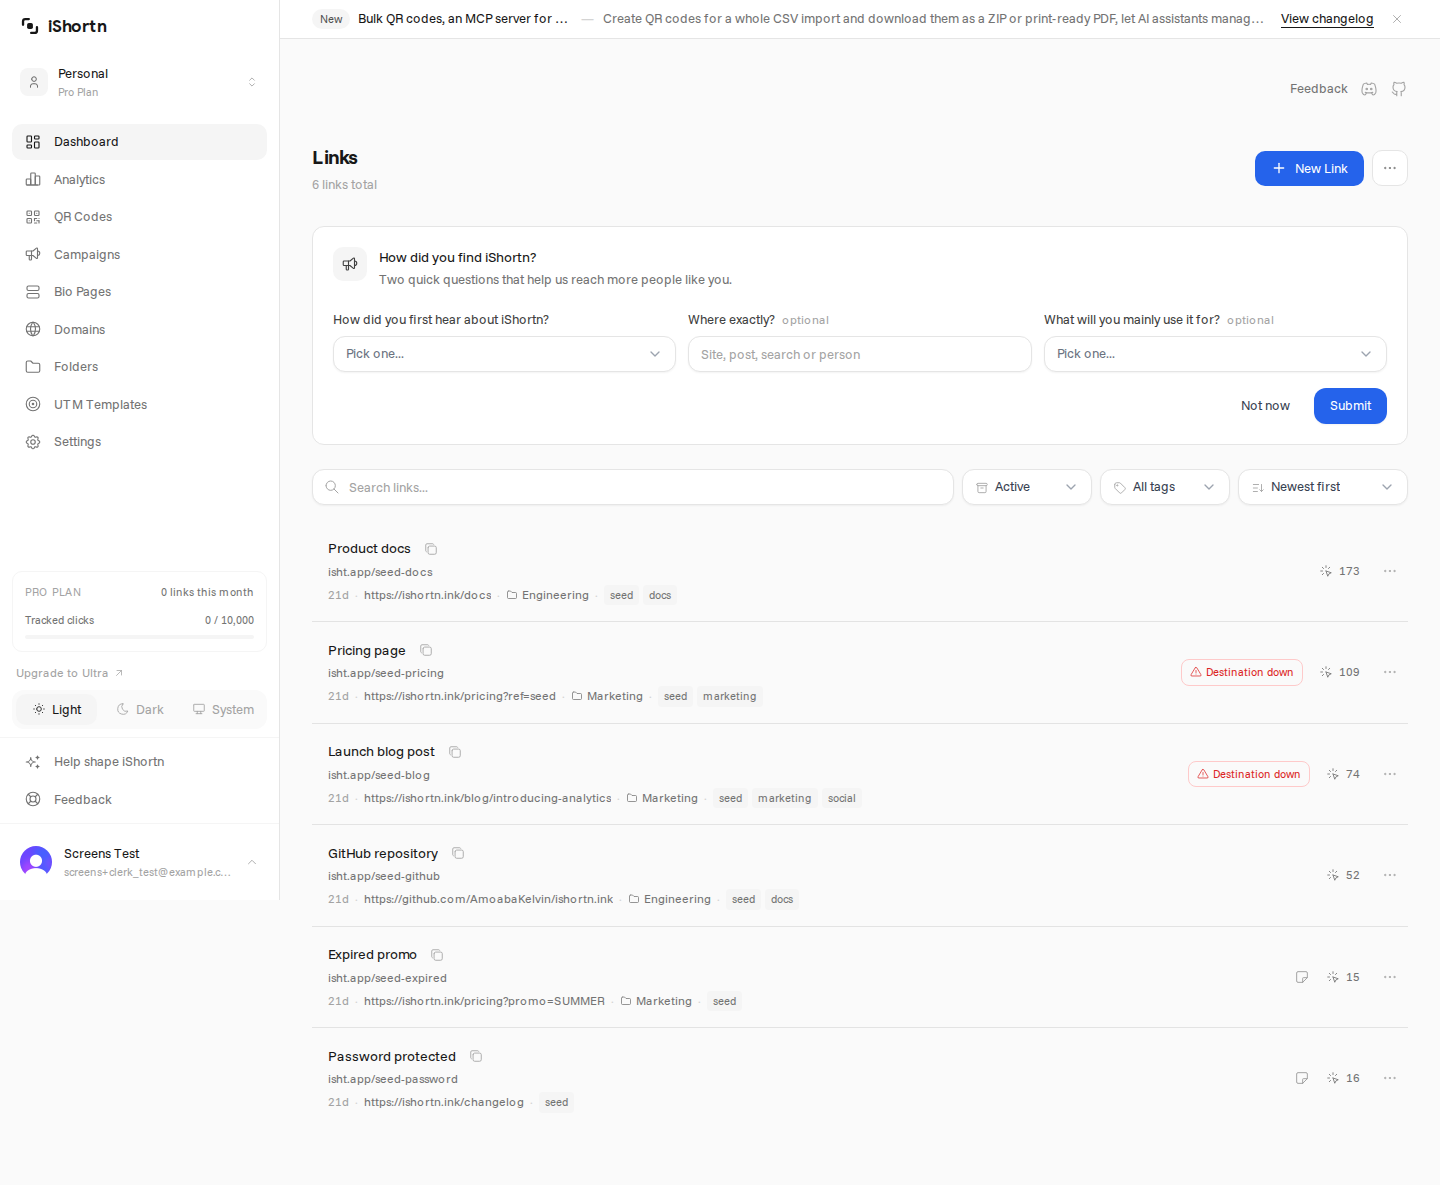 iShortn
Personal
Pro Plan
Dashboard
Analytics
QR Codes
Campaigns
Bio Pages
Domains
Folders
UTM Templates
Settings
PRO PLAN 0 links this month
Tracked clicks 0 / 10,000
Upgrade to Ultra
Light Dark System
Help shape iShortn
Feedback
Screens Test
screens+clerk_test@example.c...
New Bulk QR codes, an MCP server for ... — Create QR codes for a whole CSV import and download them as a ZIP or print-ready PDF, let AI assistants manag... View changelog
Feedback
Links
6 links total
New Link
How did you find iShortn?
Two quick questions that help us reach more people like you.
How did you first hear about iShortn? Where exactly? optional What will you mainly use it for? optional
Pick one... Site, post, search or person Pick one...
Not now Submit
Search links... Active All tags Newest first
Product docs
isht.app/seed-docs
173
21d · https://ishortn.ink/docs · Engineering · seed docs
Pricing page
isht.app/seed-pricing
Destination down 109
21d · https://ishortn.ink/pricing?ref=seed · Marketing · seed marketing
Launch blog post
isht.app/seed-blog
Destination down 74
21d · https://ishortn.ink/blog/introducing-analytics · Marketing · seed marketing social
GitHub repository
isht.app/seed-github
52
21d · https://github.com/AmoabaKelvin/ishortn.ink · Engineering · seed docs
Expired promo
isht.app/seed-expired
15
21d · https://ishortn.ink/pricing?promo=SUMMER · Marketing · seed
Password protected
isht.app/seed-password
16
21d · https://ishortn.ink/changelog · seed